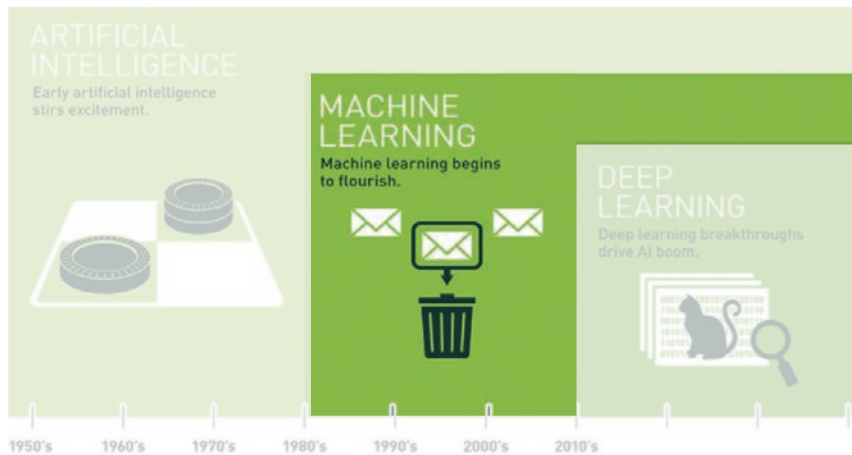 ARTIFICIAL
INTELLIGENCE
Early artificial intelligence
stirs excitement.
MACHINE
LEARNING
Machine learning begins
to flourish.
DEEP
LEARNING
Deep learning breakthroughs
drive AI boom.
1950's 1960's 1970's 1980's 1990's 2000's 2010's